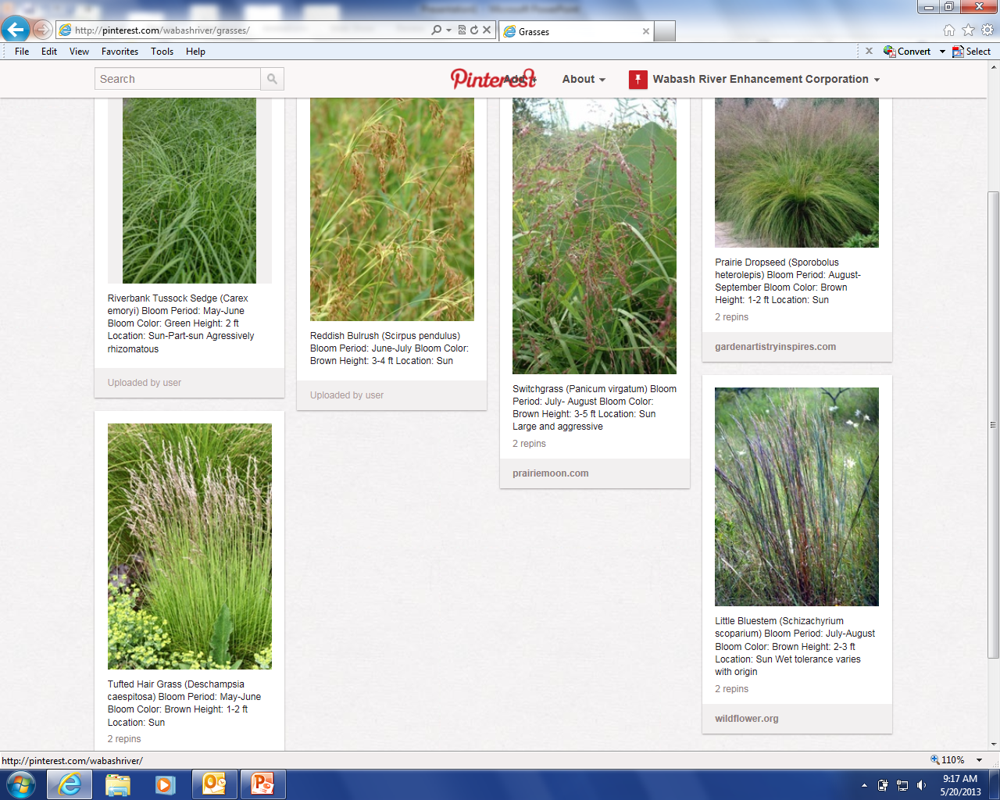 Presentation1 - Microsoft PowerPoint
http://pinterest.com/wabashriver/grasses/
Grasses
File Edit View Favorites Tools Help
Convert Select
Search
Pinterest
Add +
About
Wabash River Enhancement Corporation
Riverbank Tussock Sedge (Carex
emoryi) Bloom Period: May-June
Bloom Color: Green Height: 2 ft
Location: Sun-Part-sun Agressively
rhizomatous
Uploaded by user
Reddish Bulrush (Scirpus pendulus)
Bloom Period: June-July Bloom Color:
Brown Height: 3-4 ft Location: Sun
Uploaded by user
Switchgrass (Panicum virgatum) Bloom
Period: July- August Bloom Color:
Brown Height: 3-5 ft Location: Sun
Large and aggressive
2 repins
prairiemoon.com
Prairie Dropseed (Sporobolus
heterolepis) Bloom Period: August-
September Bloom Color: Brown
Height: 1-2 ft Location: Sun
2 repins
gardenartistryinspires.com
Tufted Hair Grass (Deschampsia
caespitosa) Bloom Period: May-June
Bloom Color: Brown Height: 1-2 ft
Location: Sun
2 repins
Little Bluestem (Schizachyrium
scoparium) Bloom Period: July-August
Bloom Color: Brown Height: 2-3 ft
Location: Sun Wet tolerance varies
with origin
2 repins
wildflower.org
http://pinterest.com/wabashriver/
110%
9:17 AM
5/20/2013